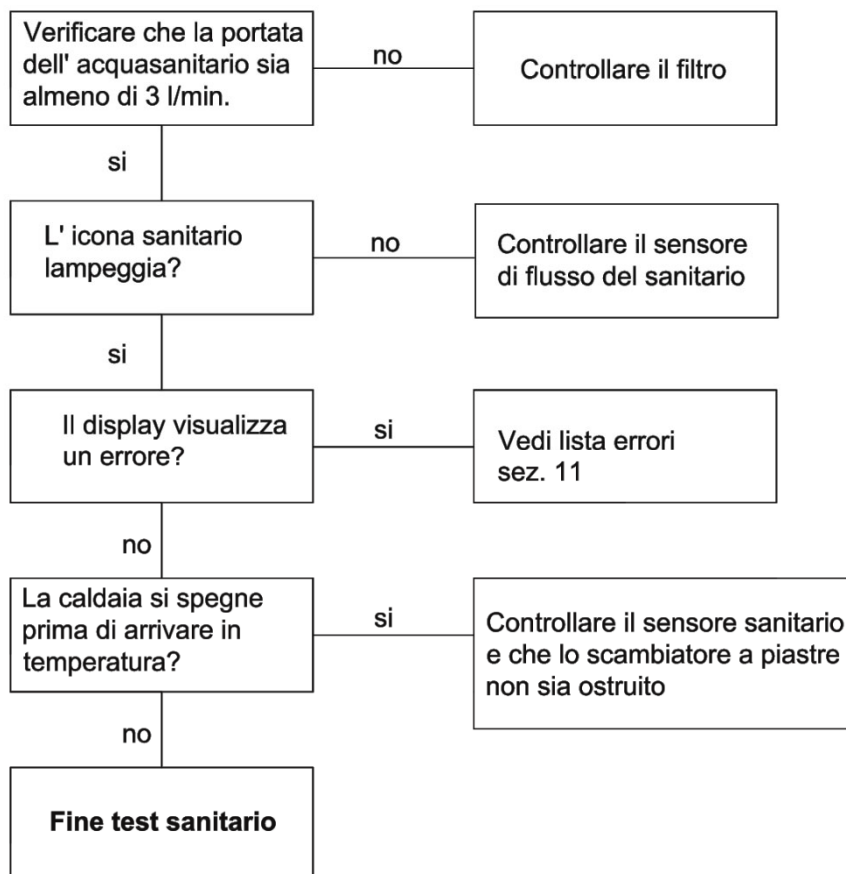 Verificare che la portata
dell' acquasanitario sia
almeno di 3 l/min.
no
Controllare il filtro
si
L' icona sanitario
lampeggia?
no
Controllare il sensore
di flusso del sanitario
si
Il display visualizza
un errore?
si
Vedi lista errori
sez. 11
no
La caldaia si spegne
prima di arrivare in
temperatura?
si
Controllare il sensore sanitario
e che lo scambiatore a piastre
non sia ostruito
no
Fine test sanitario